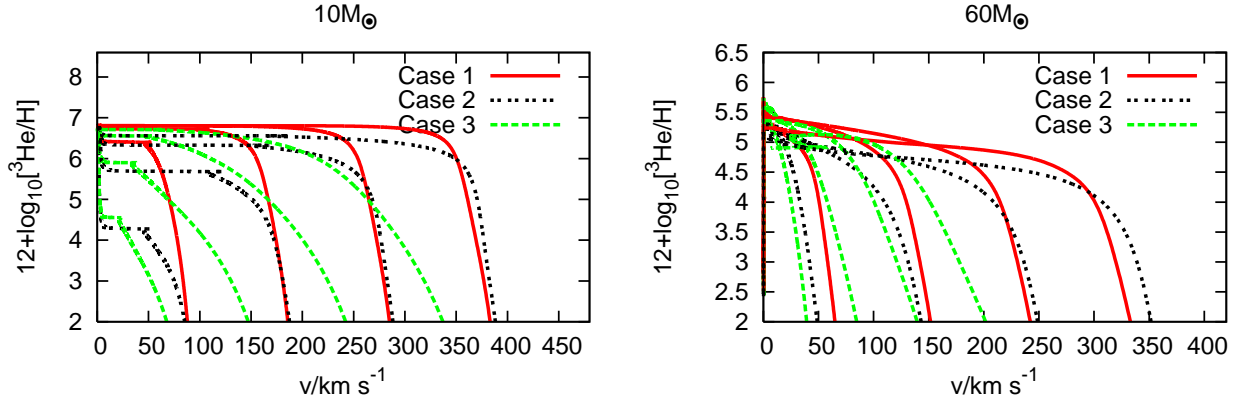 10M⊙
12+log10[3He/H]
8
7
6
5
4
3
2
Case 1
Case 2
Case 3
0 50 100 150 200 250 300 350 400 450
v/km s-1
60M⊙
12+log10[3He/H]
6.5
6
5.5
5
4.5
4
3.5
3
2.5
2
Case 1
Case 2
Case 3
0 50 100 150 200 250 300 350 400
v/km s-1